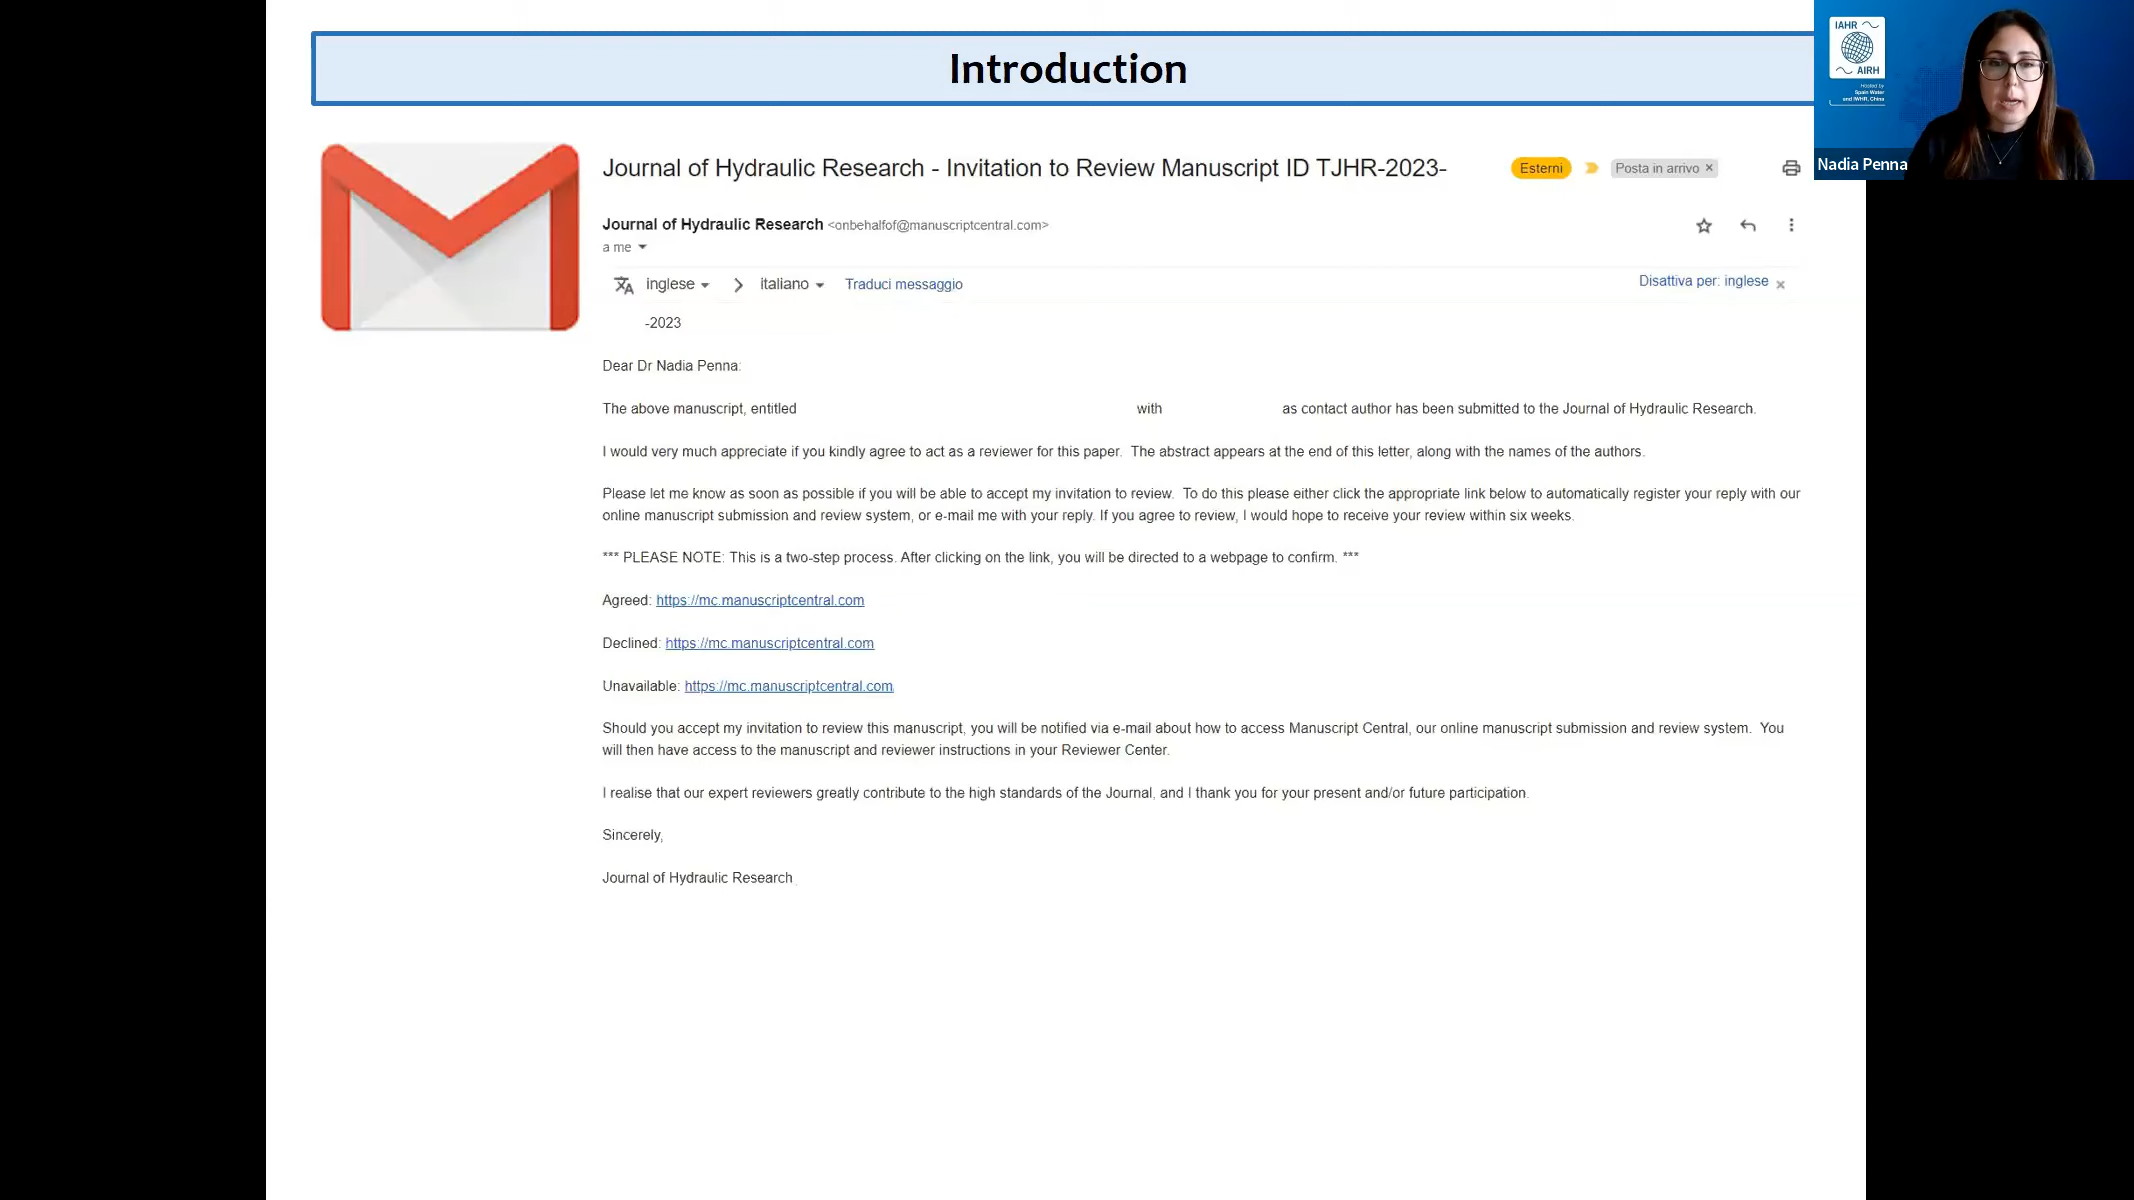 Introduction
IAHR
AIRH
Hosted by
Spain Water
and IWHR, China
Nadia Penna
Journal of Hydraulic Research - Invitation to Review Manuscript ID TJHR-2023-
Esterni
Posta in arrivo ×
Journal of Hydraulic Research <onbehalfof@manuscriptcentral.com>
a me
inglese
italiano
Traduci messaggio
Disattiva per: inglese ×
-2023
Dear Dr Nadia Penna:
The above manuscript, entitled with as contact author has been submitted to the Journal of Hydraulic Research.
I would very much appreciate if you kindly agree to act as a reviewer for this paper. The abstract appears at the end of this letter, along with the names of the authors.
Please let me know as soon as possible if you will be able to accept my invitation to review. To do this please either click the appropriate link below to automatically register your reply with our
online manuscript submission and review system, or e-mail me with your reply. If you agree to review, I would hope to receive your review within six weeks.
*** PLEASE NOTE: This is a two-step process. After clicking on the link, you will be directed to a webpage to confirm. ***
Agreed: https://mc.manuscriptcentral.com
Declined: https://mc.manuscriptcentral.com
Unavailable: https://mc.manuscriptcentral.com
Should you accept my invitation to review this manuscript, you will be notified via e-mail about how to access Manuscript Central, our online manuscript submission and review system. You
will then have access to the manuscript and reviewer instructions in your Reviewer Center.
I realise that our expert reviewers greatly contribute to the high standards of the Journal, and I thank you for your present and/or future participation.
Sincerely,
Journal of Hydraulic Research